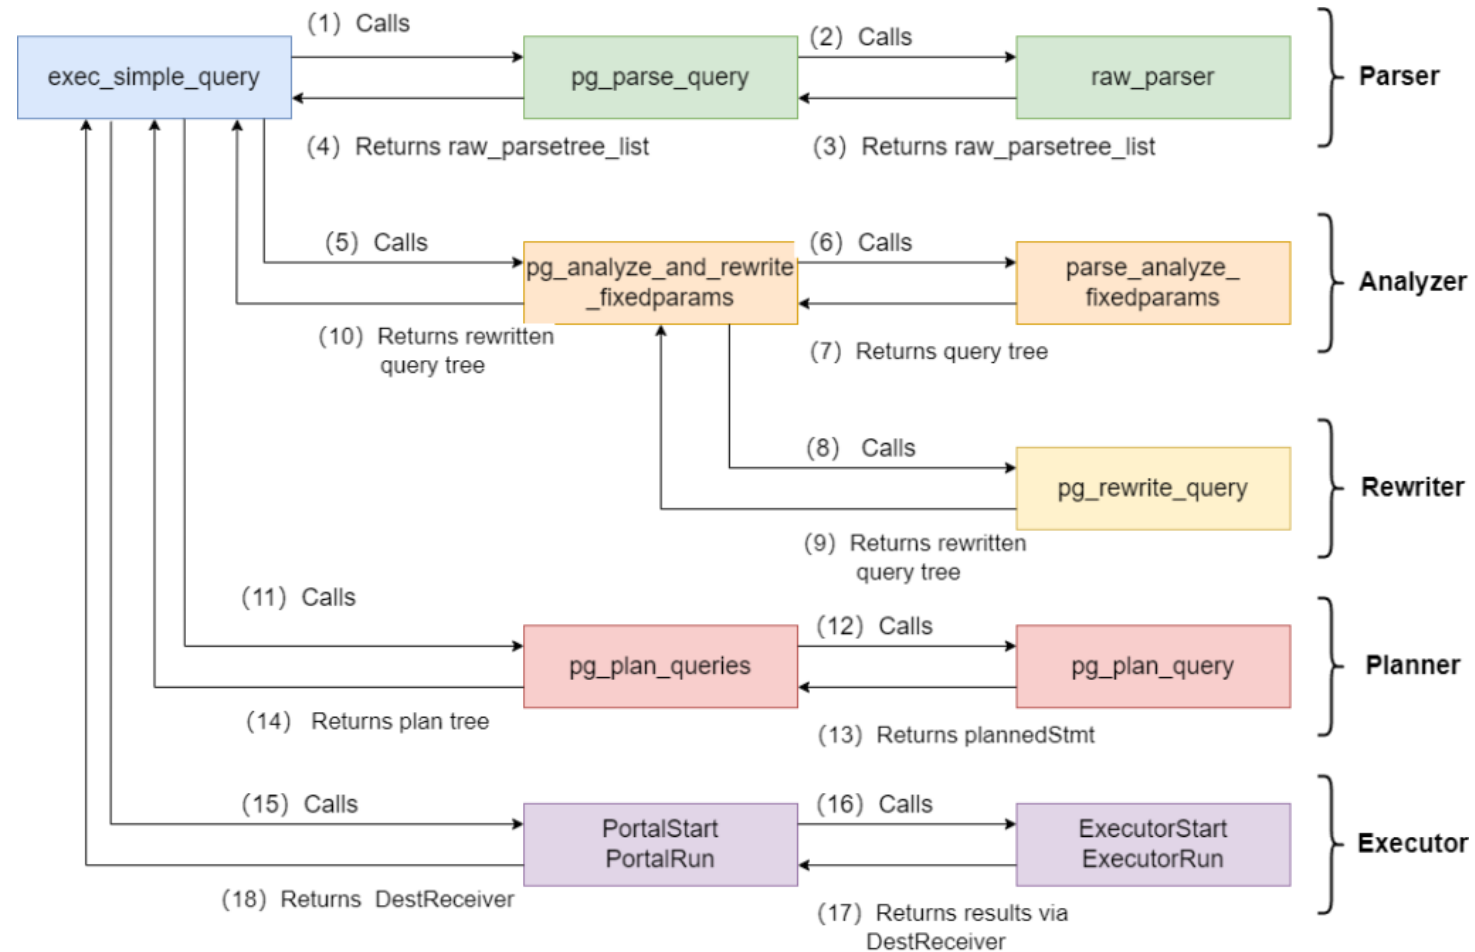 (1) Calls
exec_simple_query
pg_parse_query
(2) Calls
raw_parser
Parser
(4) Returns raw_parsetree_list
(3) Returns raw_parsetree_list
(5) Calls
pg_analyze_and_rewrite
_fixedparams
(6) Calls
parse_analyze_
fixedparams
Analyzer
(10) Returns rewritten
query tree
(7) Returns query tree
(8) Calls
pg_rewrite_query
Rewriter
(9) Returns rewritten
query tree
(11) Calls
pg_plan_queries
(12) Calls
pg_plan_query
Planner
(14) Returns plan tree
(13) Returns plannedStmt
(15) Calls
PortalStart
PortalRun
(16) Calls
ExecutorStart
ExecutorRun
Executor
(18) Returns DestReceiver
(17) Returns results via
DestReceiver